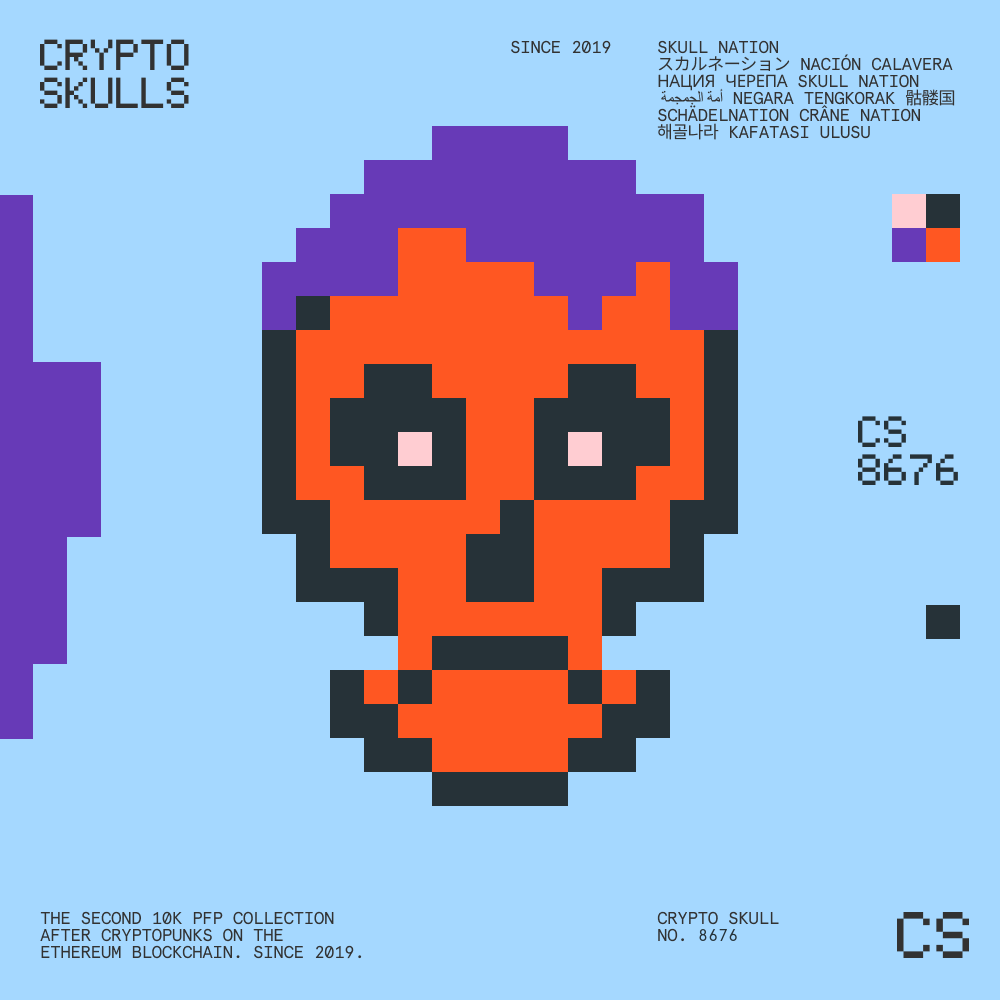 CRYPTO
SKULLS
SINCE 2019
SKULL NATION
スカルネーション NACIÓN CALAVERA
НАЦИЯ ЧЕРЕПА SKULL NATION
أمة الجمجمة NEGARA TENGKORAK 骷髅国
SCHÄDELNATION CRÂNE NATION
해골나라 KAFATASI ULUSU
CS
8676
THE SECOND 10K PFP COLLECTION
AFTER CRYPTOPUNKS ON THE
ETHEREUM BLOCKCHAIN. SINCE 2019.
CRYPTO SKULL
NO. 8676
CS